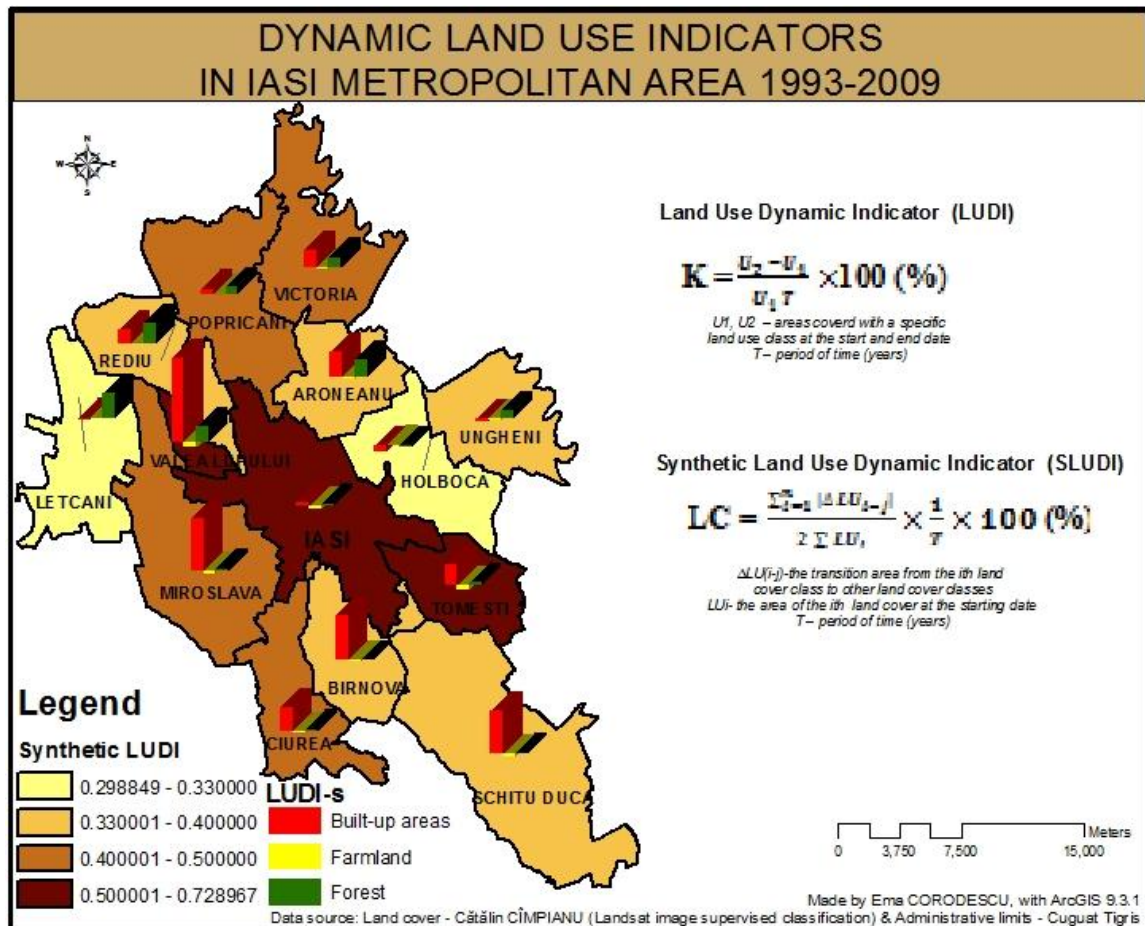 DYNAMIC LAND USE INDICATORS
IN IASI METROPOLITAN AREA 1993-2009
N
W
E
S
VICTORIA
POPRICANI
REDIU
ARONEANU
UNGHENI
VALEA LUPULUI
HOLBOCA
LETCANI
IASI
MIROSLAVA
TOMESTI
BIRNOVA
CIUREA
SCHITU DUCA
Land Use Dynamic Indicator (LUDI)
K = (U₂ − U₁) / (U₁ T) × 100 (%)
U1, U2 – areas coverd with a specific
land use class at the start and end date
T – period of time (years)
Synthetic Land Use Dynamic Indicator (SLUDI)
LC = (∑ |ΔLUᵢ₋ⱼ|) / (2 ∑ LUᵢ) × 1/T × 100 (%)
ΔLU(i-j)-the transition area from the ith land
cover class to other land cover classes
LUi- the area of the ith land cover at the starting date
T – period of time (years)
Legend
Synthetic LUDI
0.298849 - 0.330000
0.330001 - 0.400000
0.400001 - 0.500000
0.500001 - 0.728967
LUDI-s
Built-up areas
Farmland
Forest
Meters
0 3,750 7,500 15,000
Made by Ema CORODESCU, with ArcGIS 9.3.1
Data source: Land cover - Cătălin CÎMPIANU (Landsat image supervised classification) & Administrative limits - Cuguat Tigris